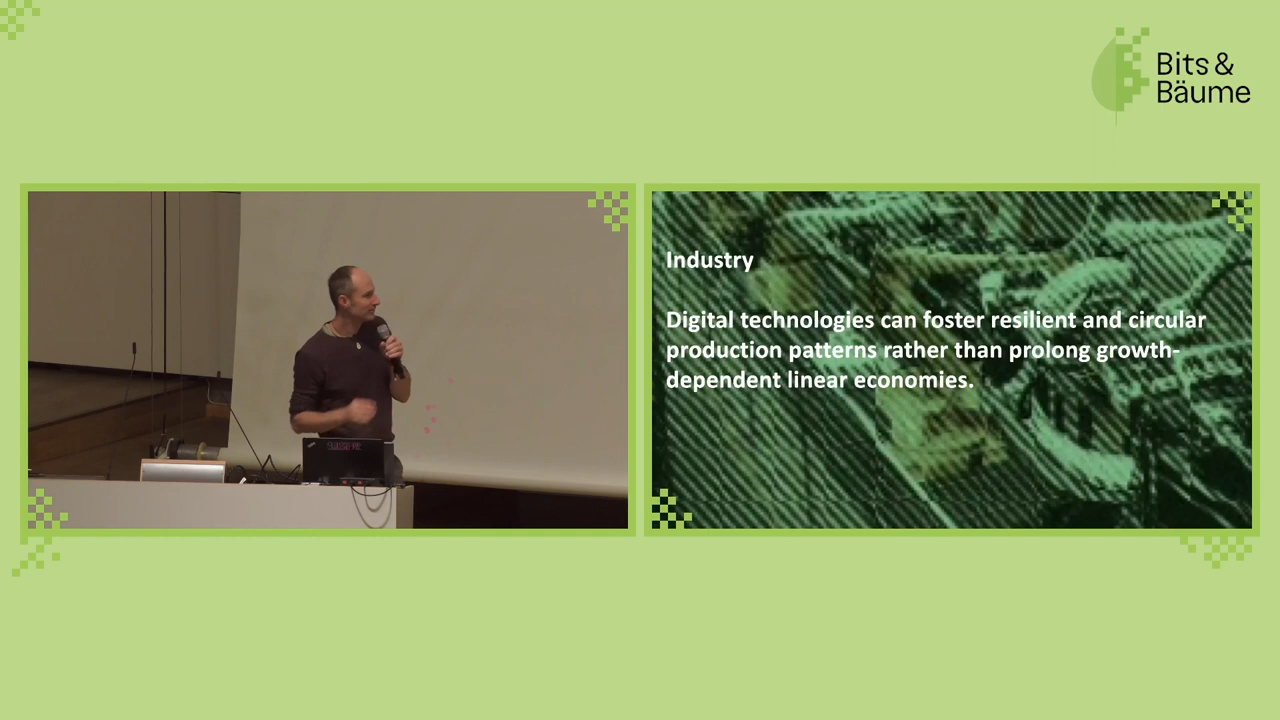 Bits &
Bäume
Industry
Digital technologies can foster resilient and circular
production patterns rather than prolong growth-
dependent linear economies.